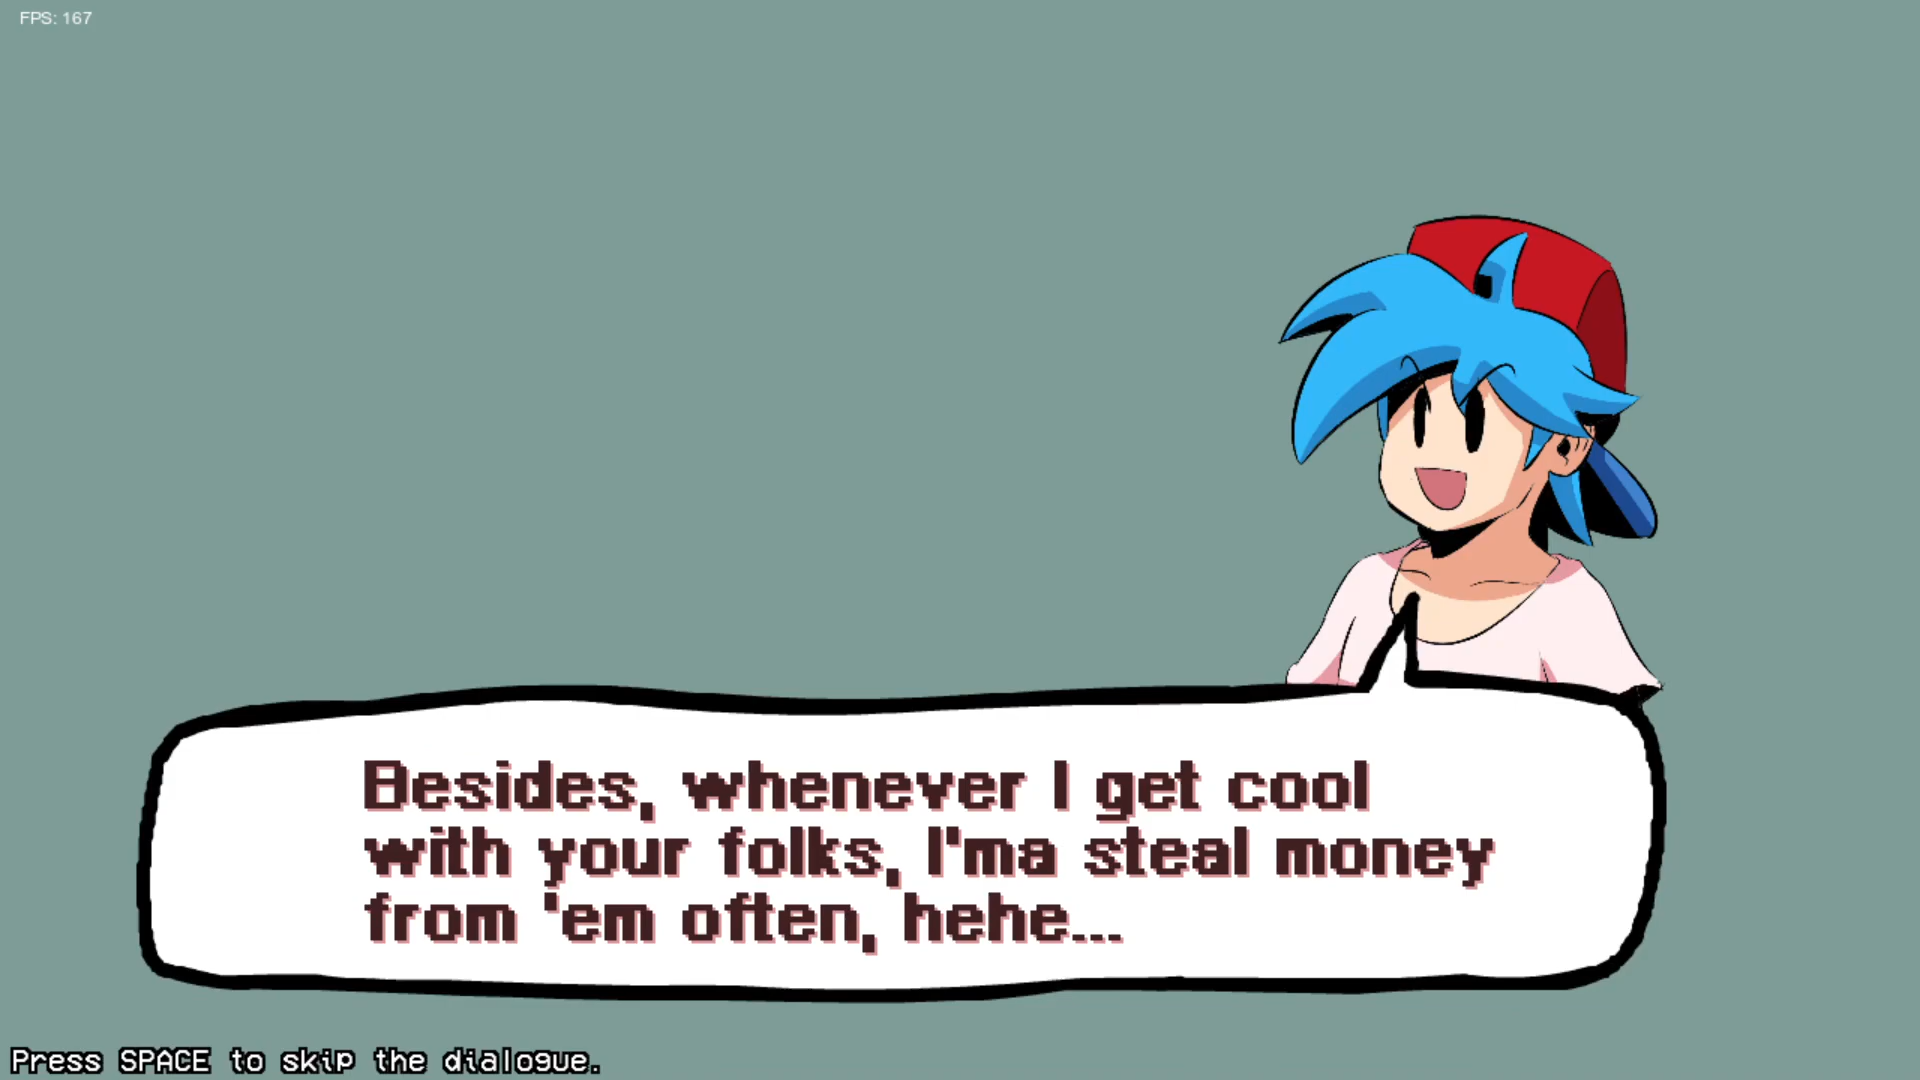 FPS: 167
Besides, whenever I get cool
with your folks, I'ma steal money
from 'em often, hehe...
Press SPACE to skip the dialogue.